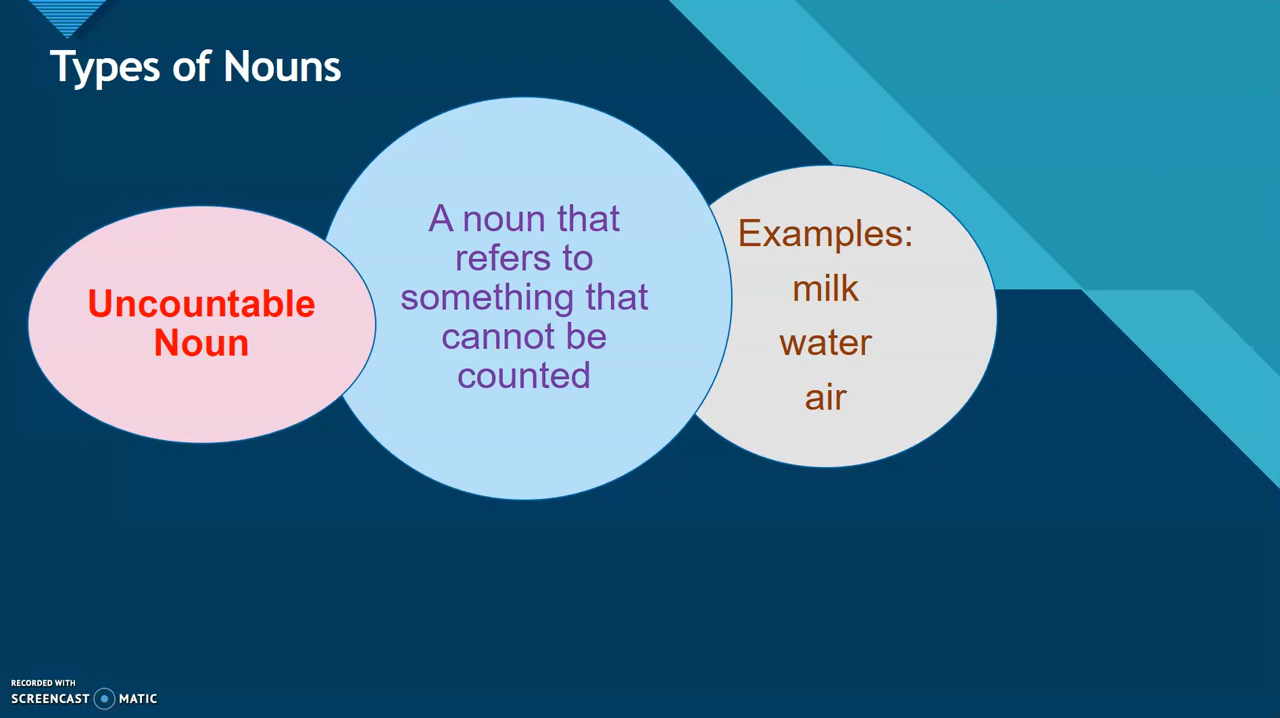 Types of Nouns
Uncountable
Noun
A noun that
refers to
something that
cannot be
counted
Examples:
milk
water
air
RECORDED WITH
SCREENCAST MATIC